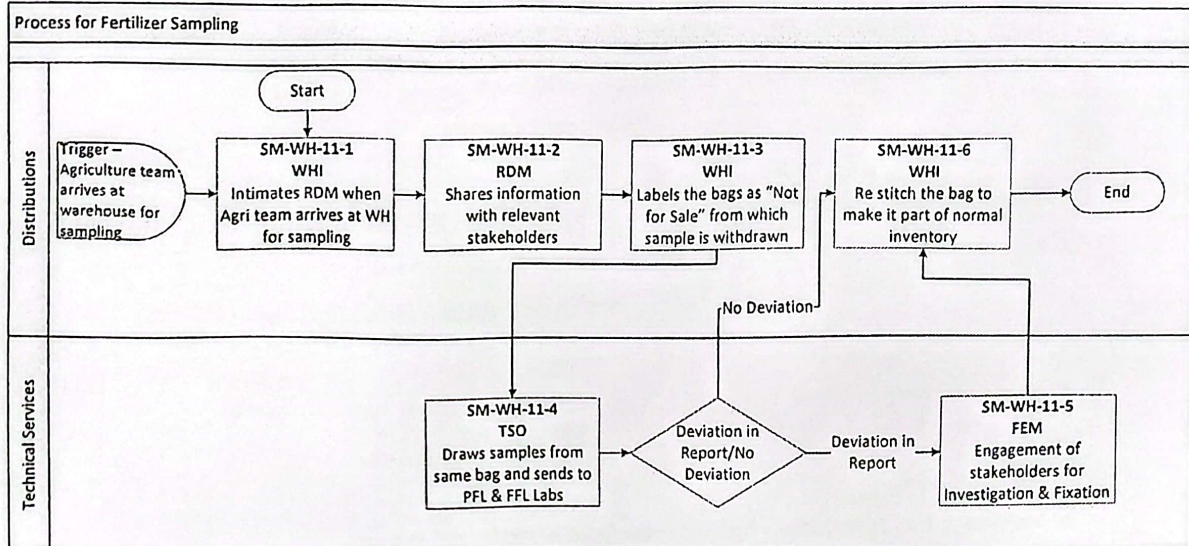 Process for Fertilizer Sampling
Distributions
Start
Trigger –
Agriculture team
arrives at
warehouse for
sampling
SM-WH-11-1
WHI
Intimates RDM when
Agri team arrives at WH
for sampling
SM-WH-11-2
RDM
Shares information
with relevant
stakeholders
SM-WH-11-3
WHI
Labels the bags as "Not
for Sale" from which
sample is withdrawn
SM-WH-11-6
WHI
Re stitch the bag to
make it part of normal
inventory
End
No Deviation
Technical Services
SM-WH-11-4
TSO
Draws samples from
same bag and sends to
PFL & FFL Labs
Deviation in
Report/No
Deviation
Deviation in
Report
SM-WH-11-5
FEM
Engagement of
stakeholders for
Investigation & Fixation